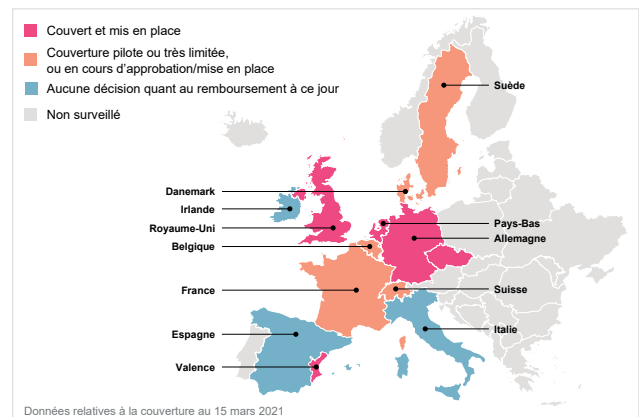 Couvert et mis en place
Couverture pilote ou très limitée,
ou en cours d’approbation/mise en place
Aucune décision quant au remboursement à ce jour
Non surveillé
Suède
Danemark
Irlande
Royaume-Uni
Belgique
Pays-Bas
Allemagne
France
Suisse
Espagne
Italie
Valence
Données relatives à la couverture au 15 mars 2021